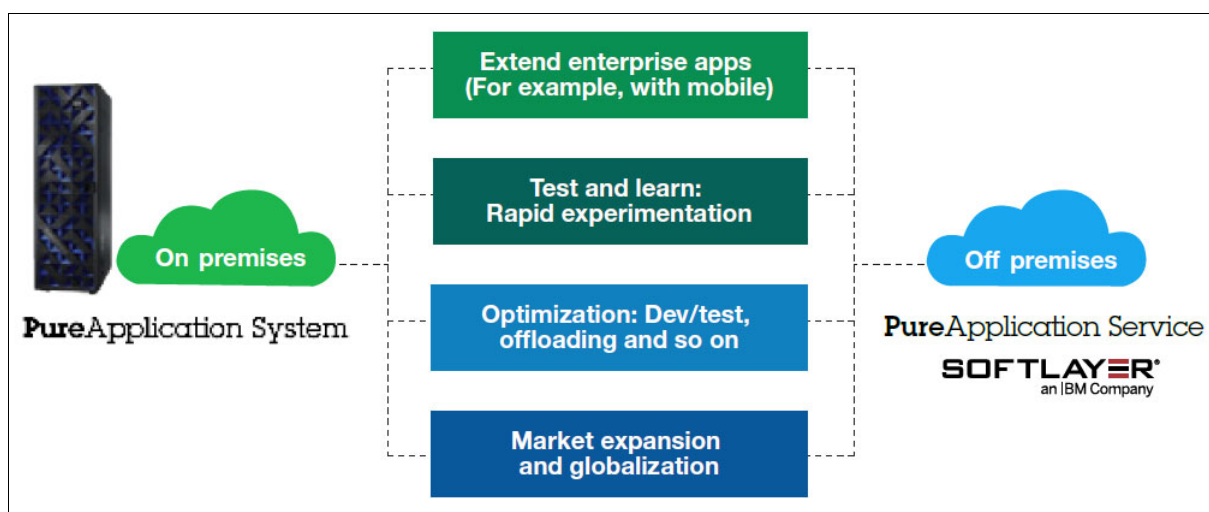 Extend enterprise apps
(For example, with mobile)
Test and learn:
Rapid experimentation
On premises
Off premises
PureApplication System
Optimization: Dev/test,
offloading and so on
PureApplication Service
SOFTLAYER®
an IBM Company
Market expansion
and globalization